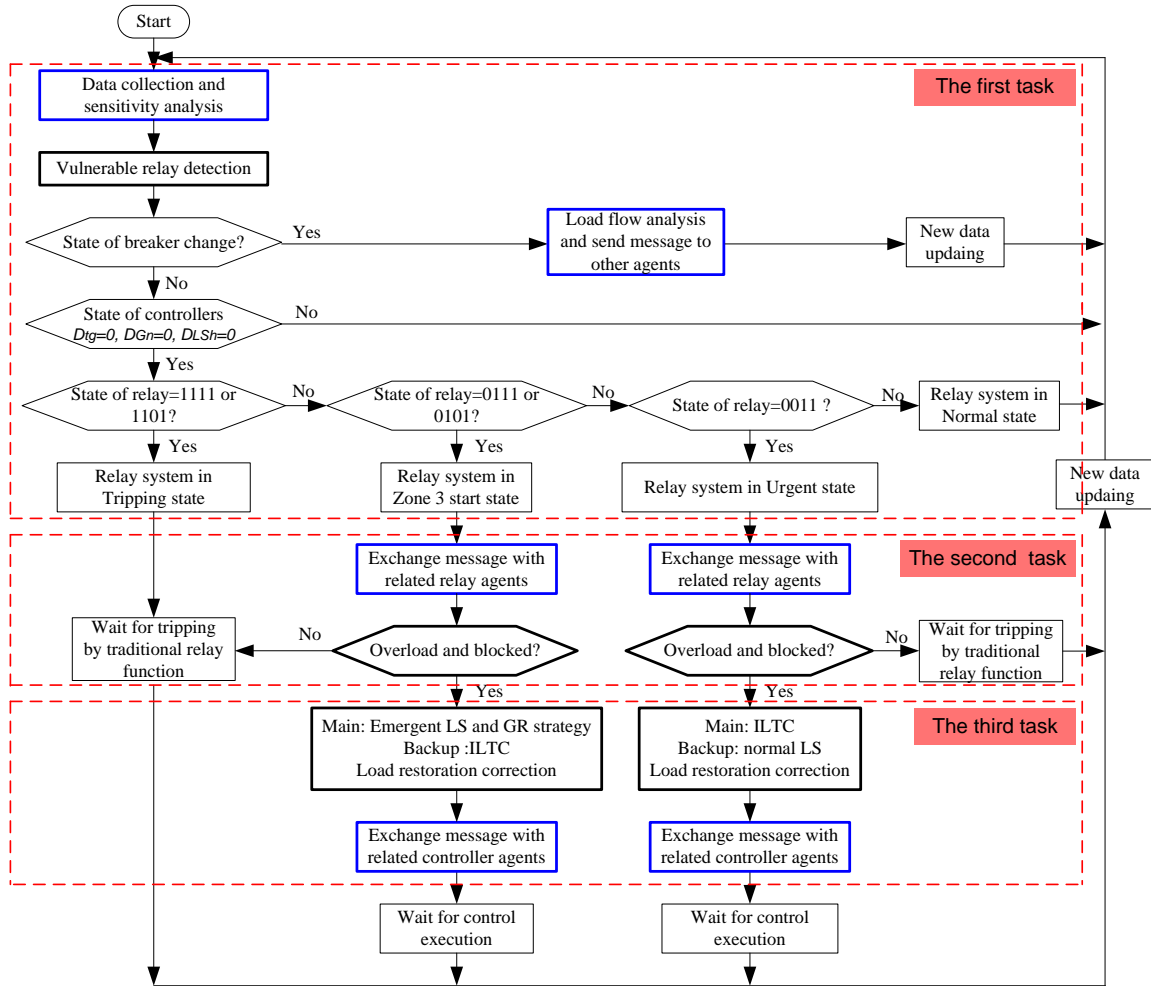 Start
Data collection and
sensitivity analysis
The first task
Vulnerable relay detection
State of breaker change?
Yes
Load flow analysis
and send message to
other agents
New data
updaing
No
State of controllers
Dtg=0, DGn=0, DLSh=0
No
Yes
State of relay=1111 or
1101?
No
State of relay=0111 or
0101?
No
State of relay=0011 ?
No
Relay system in
Normal state
Yes
Yes
Yes
Relay system in
Tripping state
Relay system in
Zone 3 start state
Relay system in Urgent state
New data
updaing
The second  task
Exchange message with
related relay agents
Exchange message with
related relay agents
Wait for tripping
by traditional relay
function
No
Overload and blocked?
Overload and blocked?
No
Wait for tripping
by traditional relay
function
Yes
Yes
The third task
Main: Emergent LS and GR strategy
Backup :ILTC
Load restoration correction
Main: ILTC
Backup: normal LS
Load restoration correction
Exchange message with
related controller agents
Exchange message with
related controller agents
Wait for control
execution
Wait for control
execution